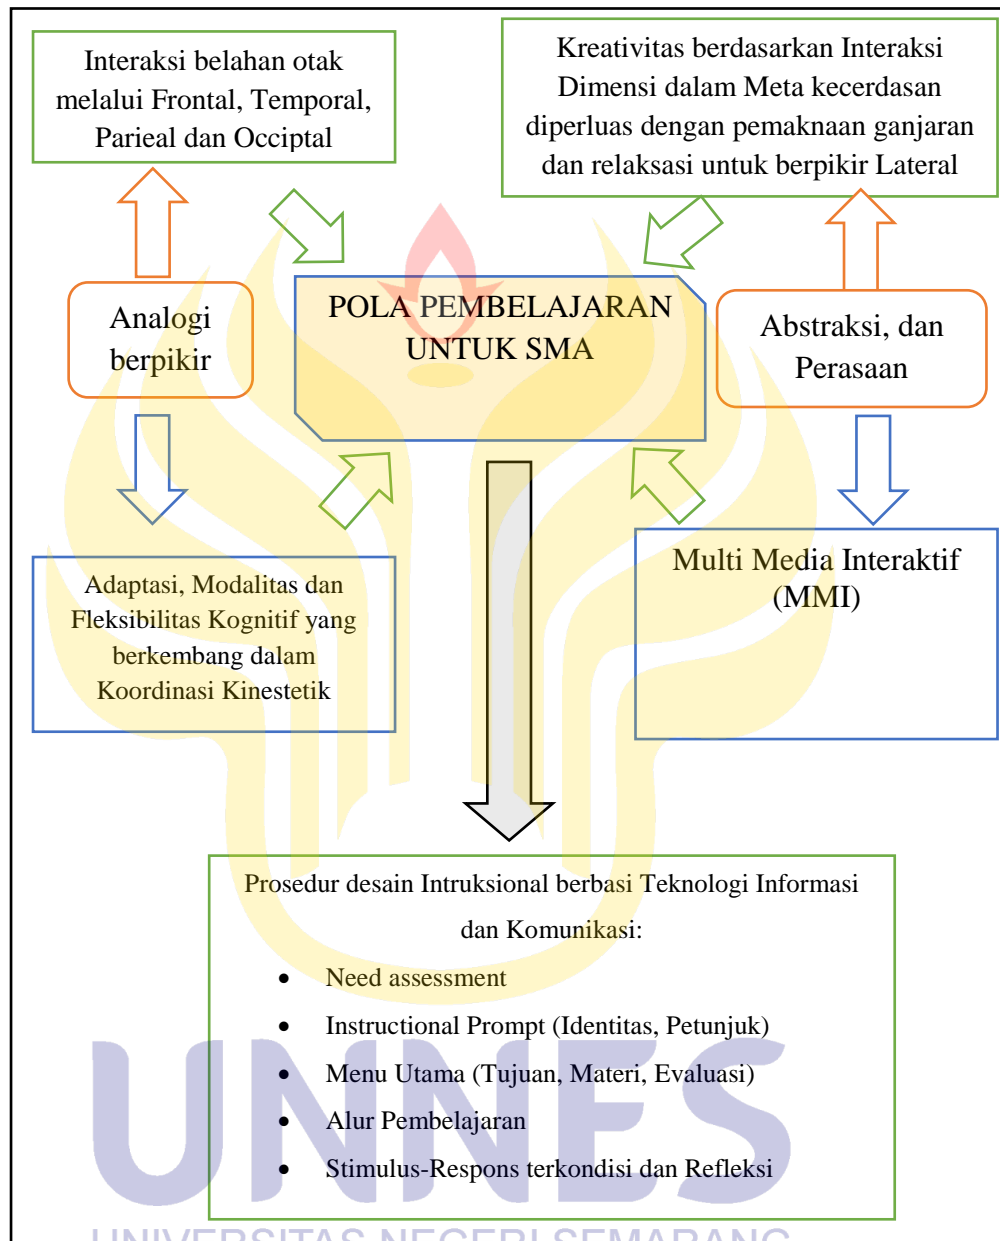 Interaksi belahan otak
melalui Frontal, Temporal,
Parieal dan Occiptal
Kreativitas berdasarkan Interaksi
Dimensi dalam Meta kecerdasan
diperluas dengan pemaknaan ganjaran
dan relaksasi untuk berpikir Lateral
Analogi
berpikir
POLA PEMBELAJARAN
UNTUK SMA
Abstraksi, dan
Perasaan
Adaptasi, Modalitas dan
Fleksibilitas Kognitif yang
berkembang dalam
Koordinasi Kinestetik
Multi Media Interaktif
(MMI)
Prosedur desain Intruksional berbasi Teknologi Informasi
dan Komunikasi:
• Need assessment
• Instructional Prompt (Identitas, Petunjuk)
• Menu Utama (Tujuan, Materi, Evaluasi)
• Alur Pembelajaran
• Stimulus-Respons terkondisi dan Refleksi
UNNES
UNIVERSITAS NEGERI SEMARANG